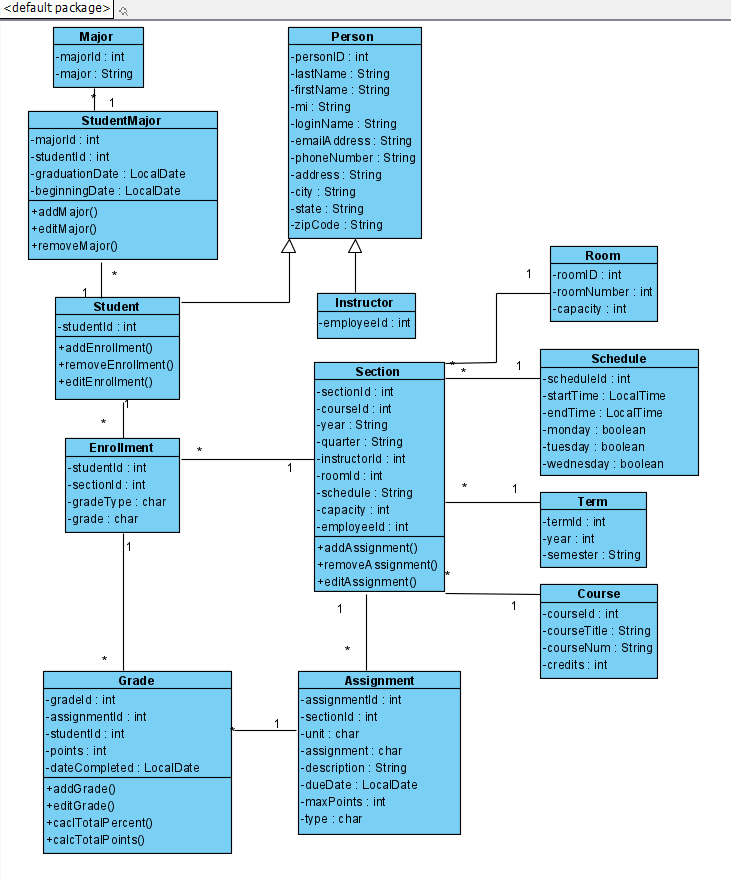 <default package>
Major
-majorId : int
-major : String
*
1
StudentMajor
-majorId : int
-studentId : int
-graduationDate : LocalDate
-beginningDate : LocalDate
+addMajor()
+editMajor()
+removeMajor()
*
1
Student
-studentId : int
+addEnrollment()
+removeEnrollment()
+editEnrollment()
1
*
Enrollment
-studentId : int
-sectionId : int
-gradeType : char
-grade : char
*
1
1
*
Grade
-gradeId : int
-assignmentId : int
-studentId : int
-points : int
-dateCompleted : LocalDate
+addGrade()
+editGrade()
+caclTotalPercent()
+calcTotalPoints()
*
1
Person
-personID : int
-lastName : String
-firstName : String
-mi : String
-loginName : String
-emailAddress : String
-phoneNumber : String
-address : String
-city : String
-state : String
-zipCode : String
Instructor
-employeeId : int
Section
-sectionId : int
-courseId : int
-year : String
-quarter : String
-instructorId : int
-roomId : int
-schedule : String
-capacity : int
-employeeId : int
+addAssignment()
+removeAssignment()
+editAssignment()
1
*
Assignment
-assignmentId : int
-sectionId : int
-unit : char
-assignment : char
-description : String
-dueDate : LocalDate
-maxPoints : int
-type : char
1
*
Room
-roomID : int
-roomNumber : int
-capacity : int
*
1
Schedule
-scheduleId : int
-startTime : LocalTime
-endTime : LocalTime
-monday : boolean
-tuesday : boolean
-wednesday : boolean
*
1
Term
-termId : int
-year : int
-semester : String
*
1
Course
-courseId : int
-courseTitle : String
-courseNum : String
-credits : int